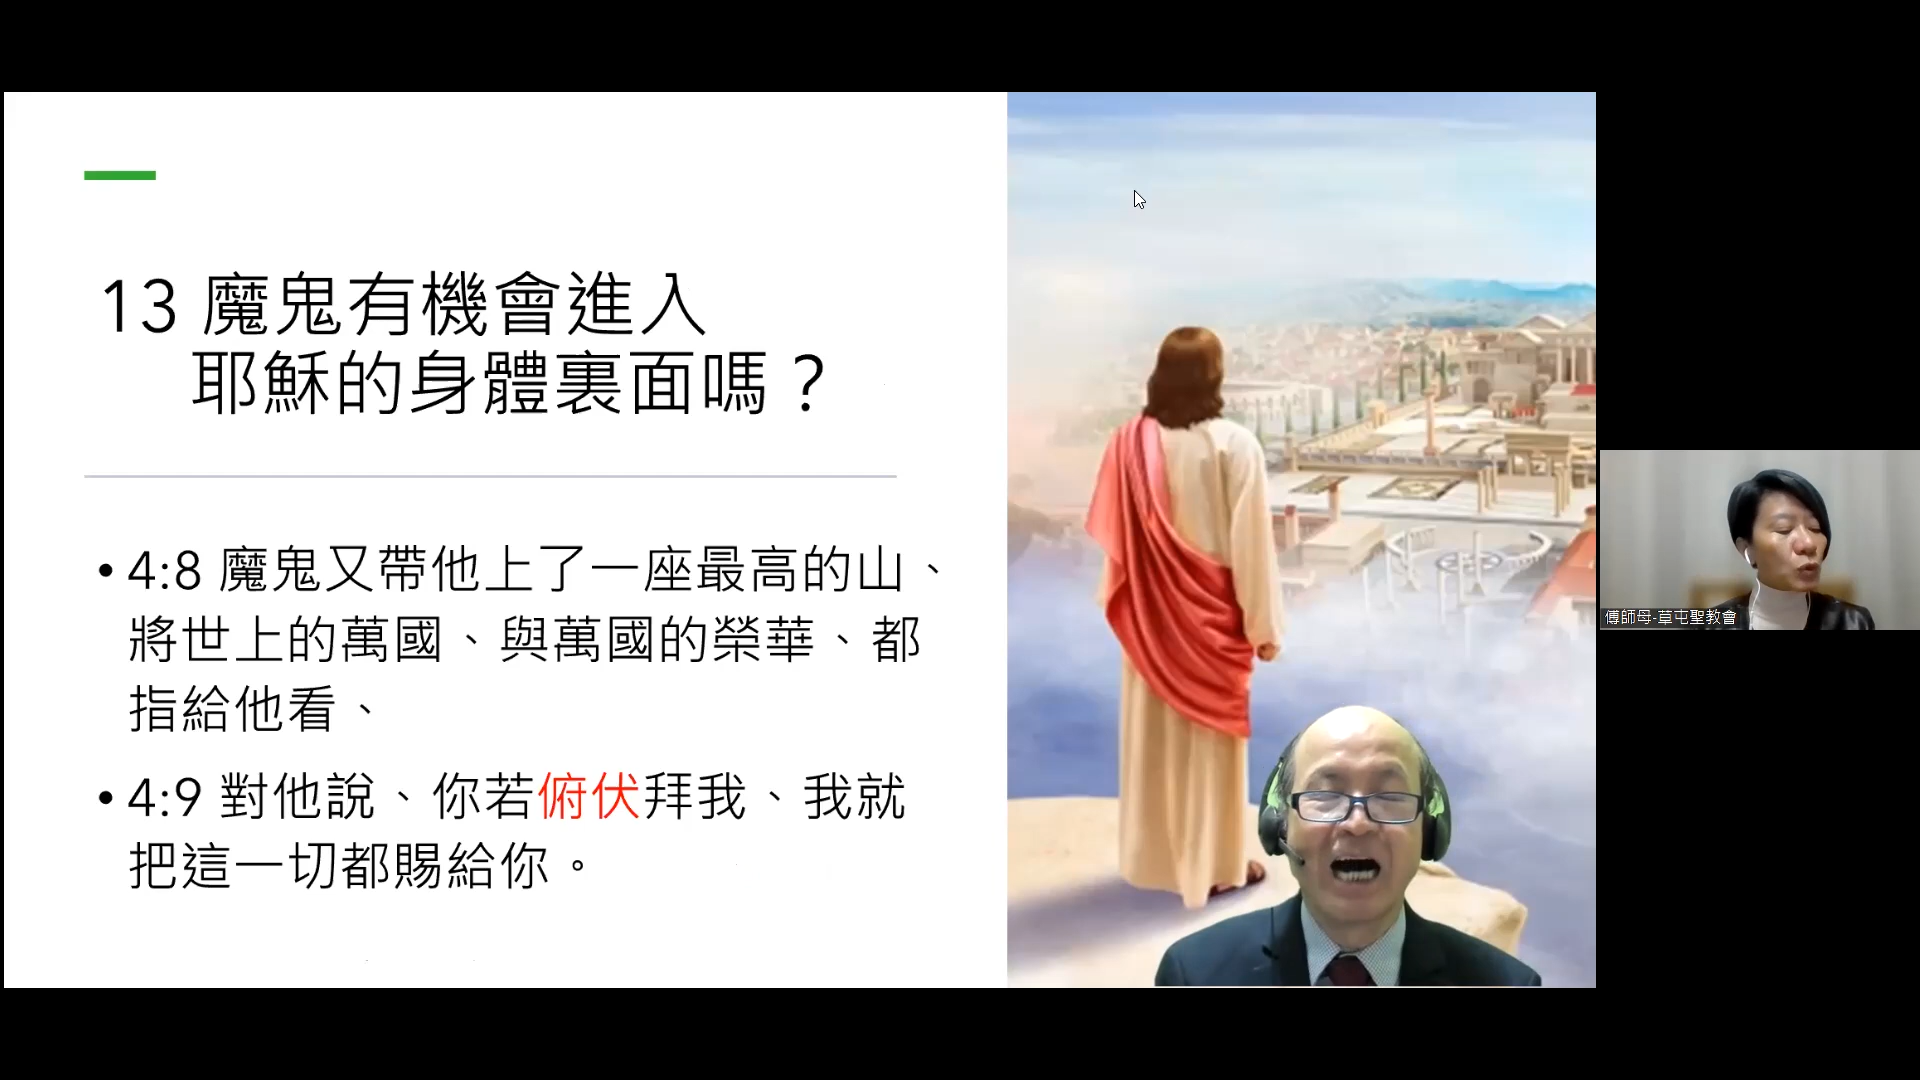 13 魔鬼有機會進入
耶穌的身體裏面嗎？
• 4:8 魔鬼又帶他上了一座最高的山、
將世上的萬國、與萬國的榮華、都
指給他看、
• 4:9 對他說、你若俯伏拜我、我就
把這一切都賜給你。
傅師母-草屯聖教會